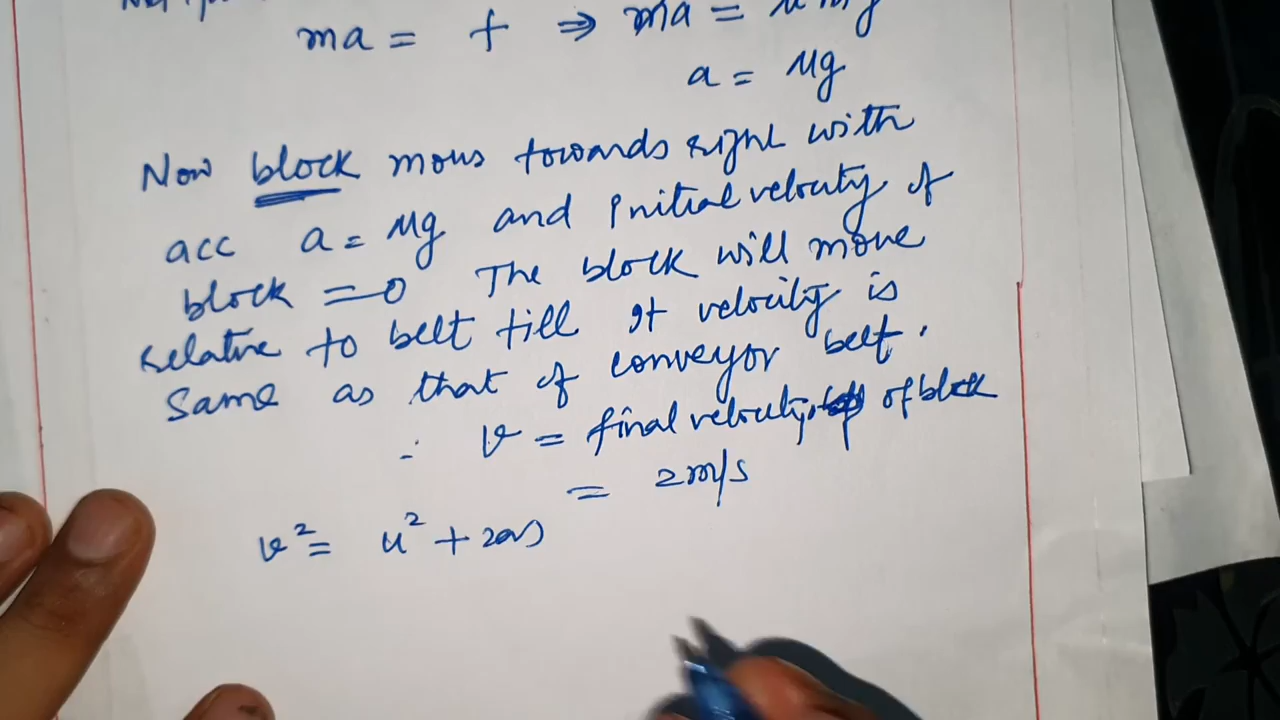 ma = f ⇒ ma = μmg
a = μg
Now block moves towards right with
acc a = μg and Initial velocity of
block = 0 The block will move
relative to belt till it velocity is
same as that of conveyor belt.
∴ v = final velocity of block
= 2m/s
v² = u² + 2as